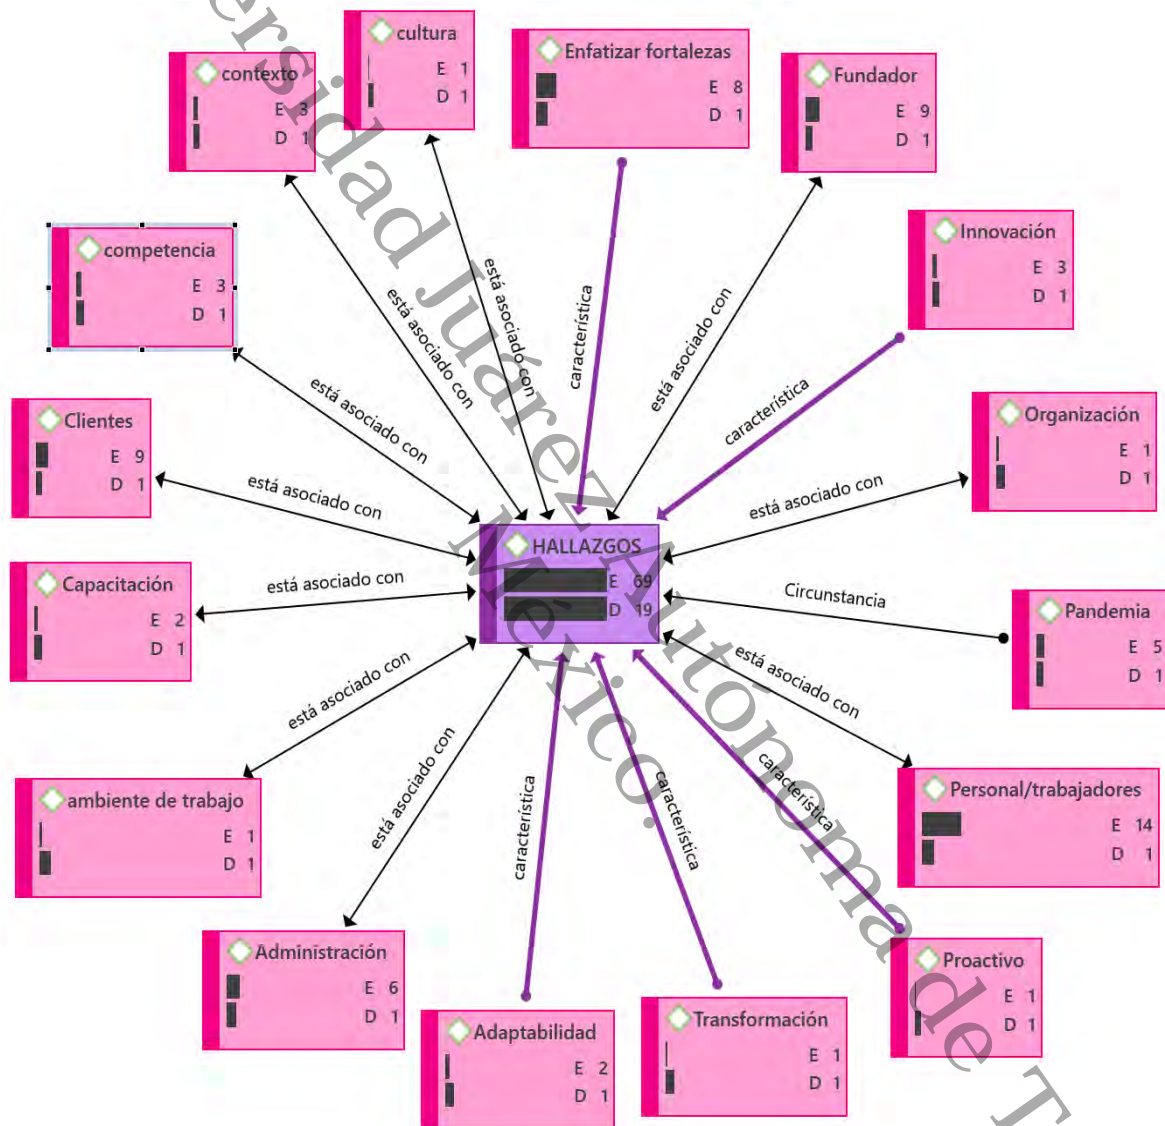 cultura
E 1
D 1
contexto
E 3
D 1
Enfatizar fortalezas
E 8
D 1
Fundador
E 9
D 1
competencia
E 3
D 1
Innovación
E 3
D 1
Clientes
E 9
D 1
Organización
E 1
D 1
está asociado con
está asociado con
está asociado con
característica
está asociado con
característica
está asociado con
está asociado con
HALLAZGOS
E 69
D 19
Capacitación
E 2
D 1
está asociado con
Circunstancia
Pandemia
E 5
D 1
está asociado con
está asociado con
está asociado con
característica
característica
característica
ambiente de trabajo
E 1
D 1
Personal/trabajadores
E 14
D 1
Administración
E 6
D 1
Proactivo
E 1
D 1
Adaptabilidad
E 2
D 1
Transformación
E 1
D 1
ersidad Juárez Autónoma de T
México.